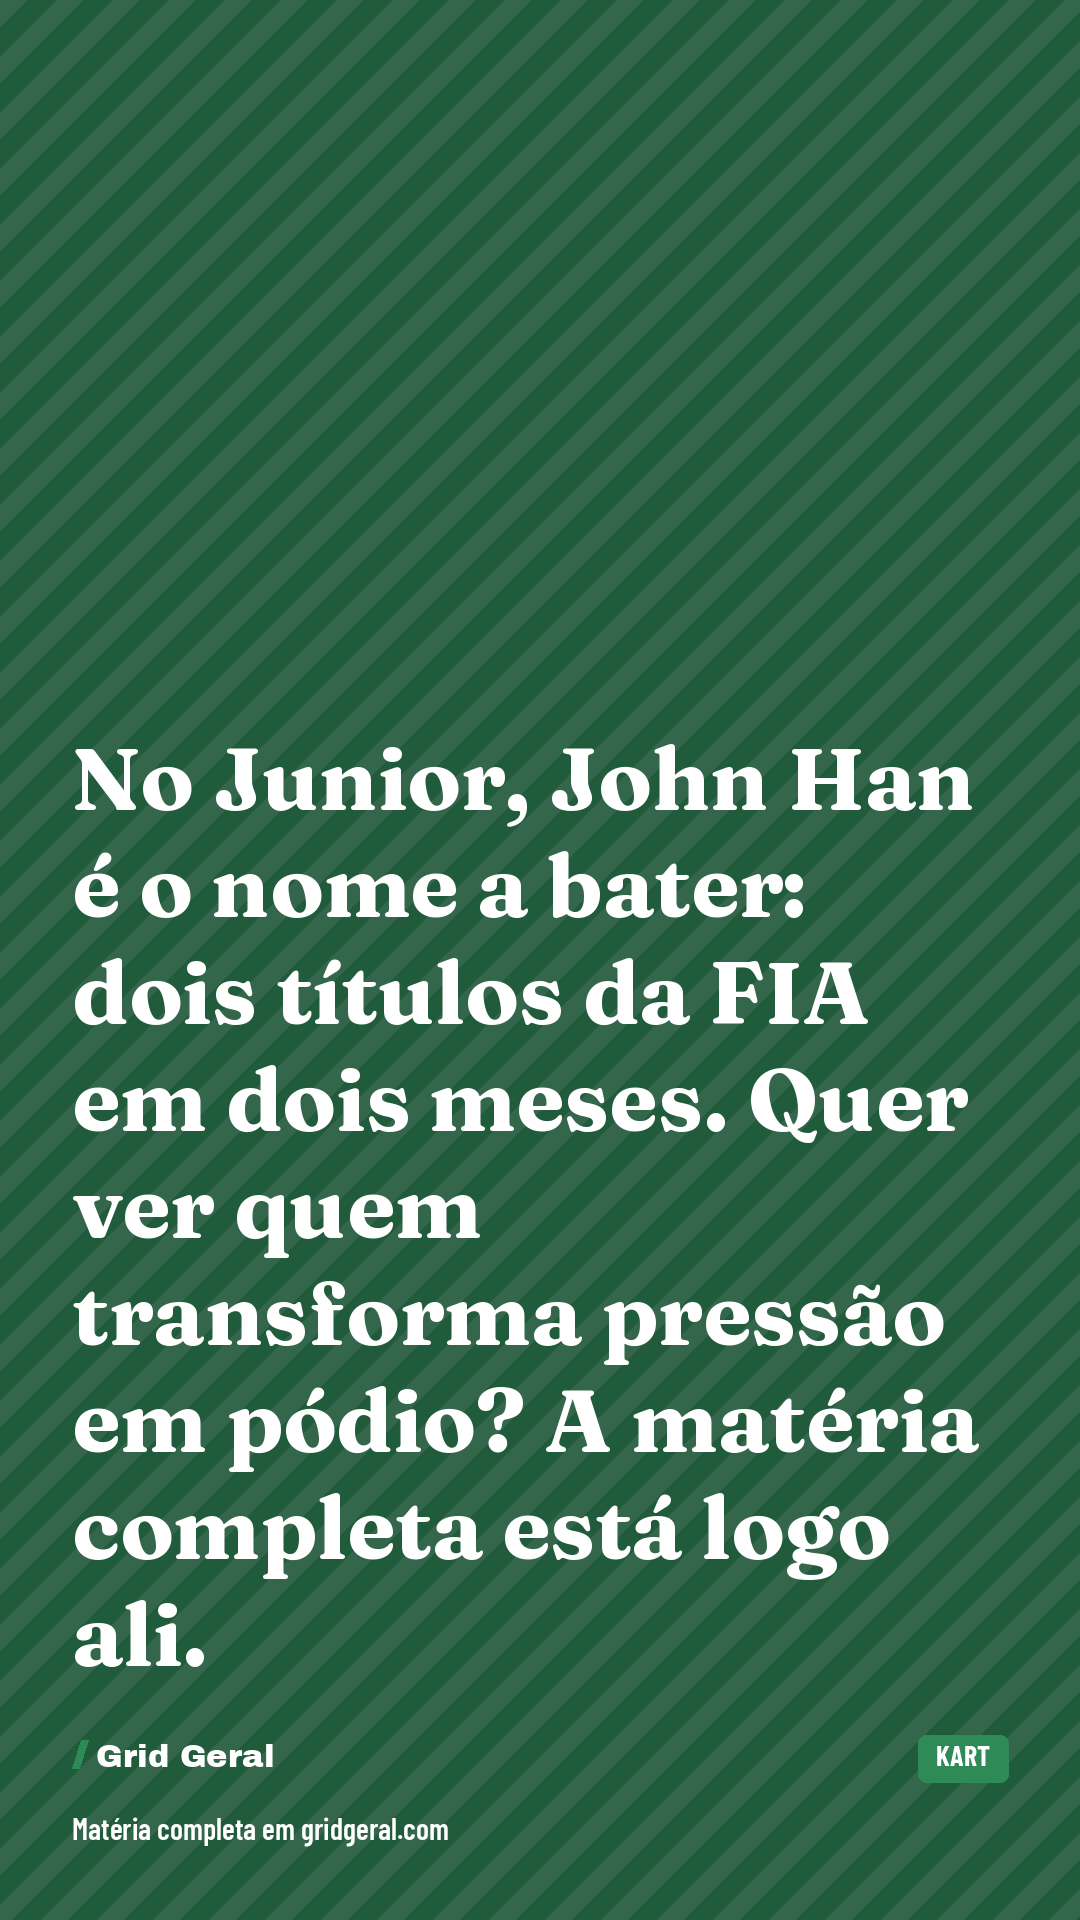 No Junior, John Han
é o nome a bater:
dois títulos da FIA
em dois meses. Quer
ver quem
transforma pressão
em pódio? A matéria
completa está logo
ali.
/ Grid Geral
KART
Matéria completa em gridgeral.com